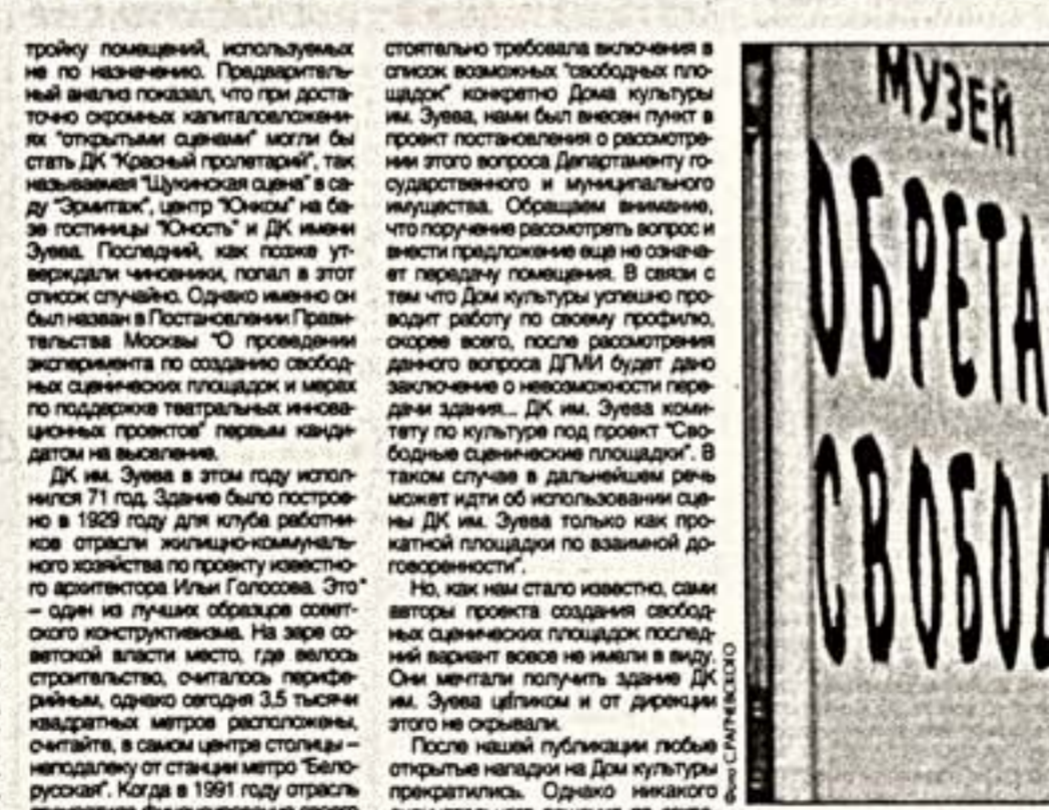 тройку помещений, используемых
не по назначению. Предваритель-
ный анализ показал, что при доста-
точно скромных капиталовложени-
ях "открытыми сценами" могли бы
стать ДК "Красный пролетарий", так
называемая "Щукинская сцена" в са-
ду "Эрмитаж", центр "Юнком" на ба-
зе гостиницы "Юность" и ДК имени
Зуева. Последний, как позже ут-
верждали чиновники, попал в этот
список случайно. Однако именно он
был назван в Постановлении Прави-
тельства Москвы "О проведении
эксперимента по созданию свобод-
ных сценических площадок и мерах
по поддержке театральных иннова-
ционных проектов" первым канди-
датом на выселение.
ДК им. Зуева в этом году испол-
нился 71 год. Здание было построе-
но в 1929 году для клуба работни-
ков отрасли жилищно-коммуналь-
ного хозяйства по проекту известно-
го архитектора Ильи Голосова. Это
– один из лучших образцов совет-
ского конструктивизма. На заре со-
ветской власти место, где велось
строительство, считалось перифе-
рийным, однако сегодня 3,5 тысячи
квадратных метров расположены,
считайте, в самом центре столицы –
неподалеку от станции метро "Бело-
русская". Когда в 1991 году отрасль
стоятельно требовала включения в
список возможных "свободных пло-
щадок" конкретно Дома культуры
им. Зуева, нами был внесен пункт в
проект постановления о рассмотре-
нии этого вопроса Департаменту го-
сударственного и муниципального
имущества. Обращаем внимание,
что поручение рассмотреть вопрос и
внести предложение еще не означа-
ет передачу помещения. В связи с
тем что Дом культуры успешно про-
водит работу по своему профилю,
скорее всего, после рассмотрения
данного вопроса ДГМИ будет дано
заключение о невозможности пере-
дачи здания... ДК им. Зуева коми-
тету по культуре под проект "Сво-
бодные сценические площадки". В
таком случае в дальнейшем речь
может идти об использовании сце-
ны ДК им. Зуева только как про-
катной площадки по взаимной до-
говоренности".
Но, как нам стало известно, сами
авторы проекта создания свобод-
ных сценических площадок послед-
ний вариант вовсе не имели в виду.
Они мечтали получить здание ДК
им. Зуева целиком и от дирекции
этого не скрывали.
После нашей публикации любые
открытые нападки на Дом культуры
прекратились. Однако никакого
МУЗЕЙ
ОБРЕТА
СВОБОД
Фото